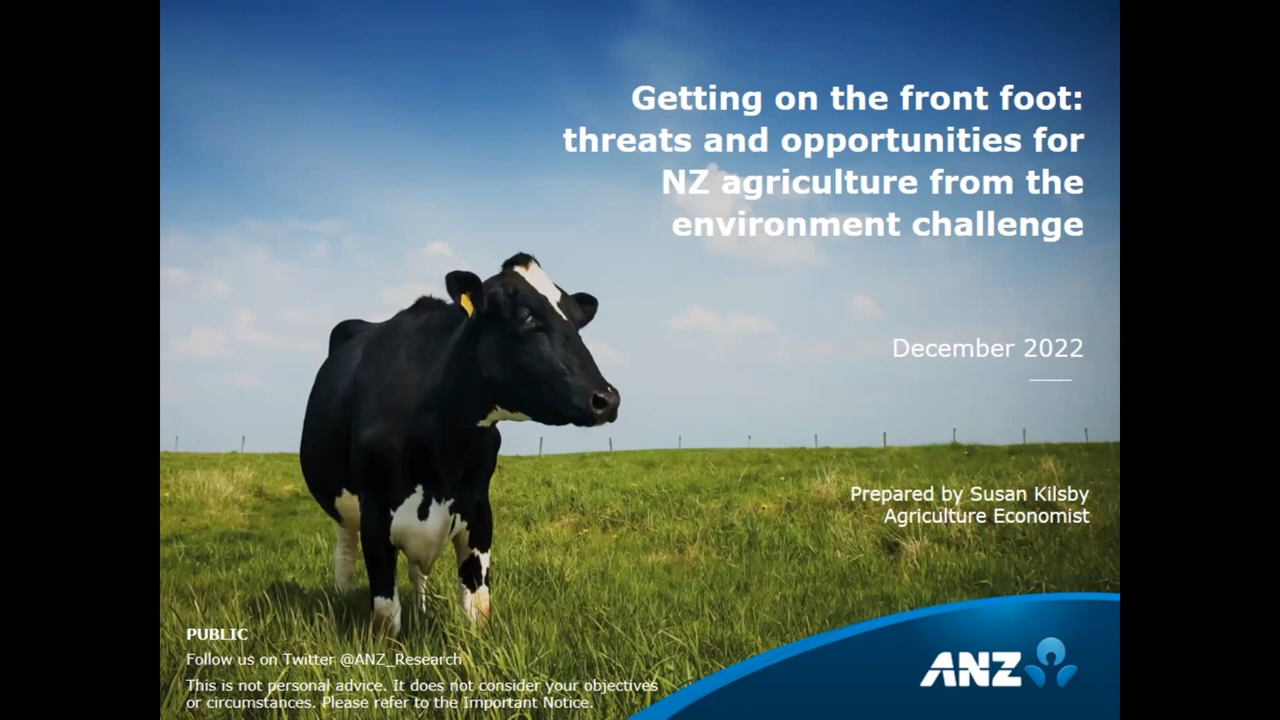 Getting on the front foot:
threats and opportunities for
NZ agriculture from the
environment challenge
December 2022
Prepared by Susan Kilsby
Agriculture Economist
PUBLIC
Follow us on Twitter @ANZ_Research
This is not personal advice. It does not consider your objectives
or circumstances. Please refer to the Important Notice.
ANZ